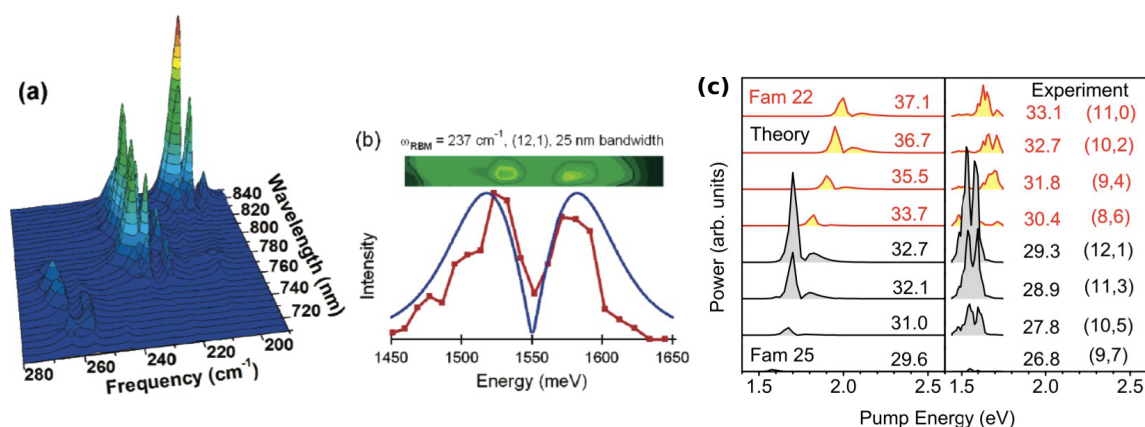 (a)
840
820
800
780
760
740
720
Wavelength (nm)
280
260
240
220
200
Frequency (cm⁻¹)
(b)
ω_RBM = 237 cm⁻¹, (12,1), 25 nm bandwidth
Intensity
1450 1500 1550 1600 1650
Energy (meV)
(c)
Power (arb. units)
Fam 22 37.1 Experiment
33.1 (11,0)
Theory 36.7 32.7 (10,2)
35.5 31.8 (9,4)
33.7 30.4 (8,6)
32.7 29.3 (12,1)
32.1 28.9 (11,3)
31.0 27.8 (10,5)
Fam 25 29.6 26.8 (9,7)
1.5 2.0 2.5 1.5 2.0 2.5
Pump Energy (eV)